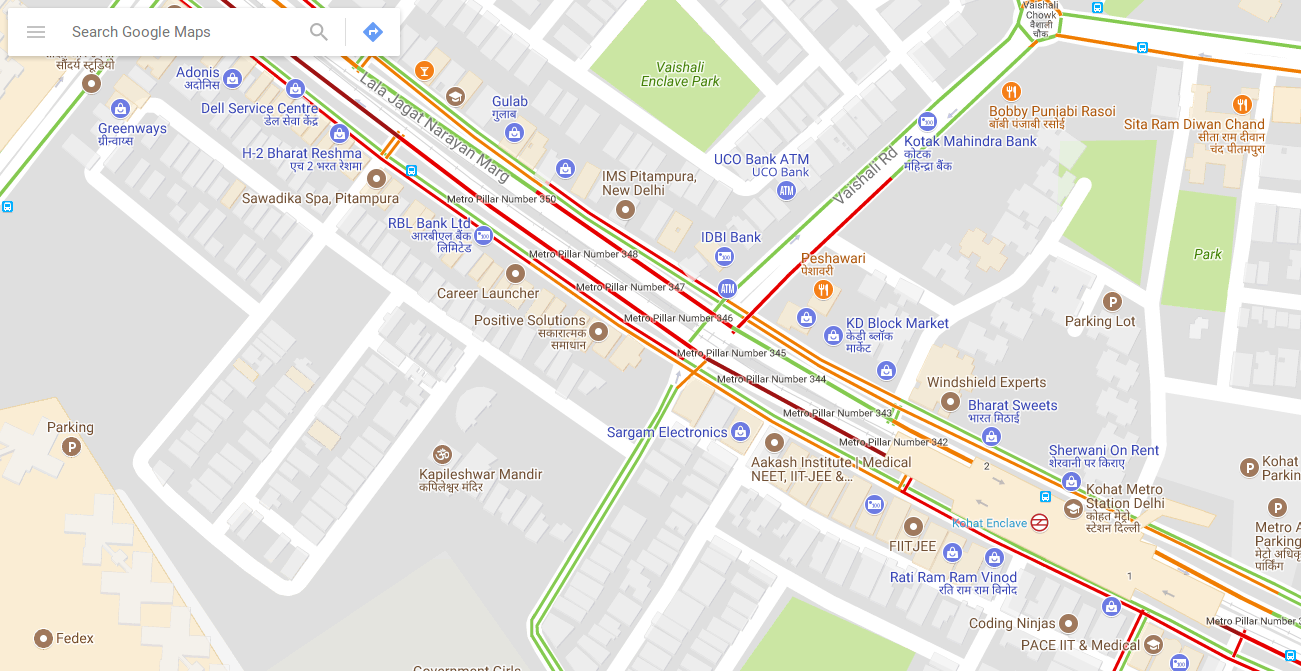 Search Google Maps
Vaishali
Chowk
वैशाली
चौक
सौंदर्य स्टूडियो
Adonis
अदोनिस
Dell Service Centre
डेल सेवा केंद्र
Greenways
ग्रीन्वाय्स
H-2 Bharat Reshma
एच 2 भरत रेशमा
Sawadika Spa, Pitampura
Lala Jagat Narayan Marg
Gulab
गुलाब
Vaishali
Enclave Park
UCO Bank ATM
UCO Bank
ATM
Vaishali Rd
Bobby Punjabi Rasoi
बॉबी पंजाबी रसोई
Kotak Mahindra Bank
कोटक
महिन्द्रा बैंक
Sita Ram Diwan Chand
सीता राम दीवान
चंद पीतमपुरा
IMS Pitampura,
New Delhi
Metro Pillar Number 350
RBL Bank Ltd
आरबीएल बैंक
लिमिटेड
IDBI Bank
ATM
Metro Pillar Number 348
Peshawari
पेशावरी
Park
Career Launcher
Metro Pillar Number 347
P
Parking Lot
Positive Solutions
सकारात्मक
समाधान
Metro Pillar Number 346
KD Block Market
केडी ब्लॉक
मार्केट
Metro Pillar Number 345
Metro Pillar Number 344
Windshield Experts
Bharat Sweets
भारत मिठाई
Metro Pillar Number 343
Parking
P
Sargam Electronics
Metro Pillar Number 342
Aakash Institute | Medical
NEET, IIT-JEE &...
2
Sherwani On Rent
शेरवानी पर किराए
P
Kohat
Parkin
Kapileshwar Mandir
कपिलेश्वर मंदिर
Kohat Metro
Station Delhi
कोहत मेट्रो
स्टेशन दिल्ली
Kohat Enclave
P
Metro A
Parking
मेट्रो अधिकृ
पार्किंग
FIITJEE
Rati Ram Ram Vinod
रति राम राम विनोद
1
Coding Ninjas
PACE IIT & Medical
Metro Pillar Number 3
Fedex
Government Girls